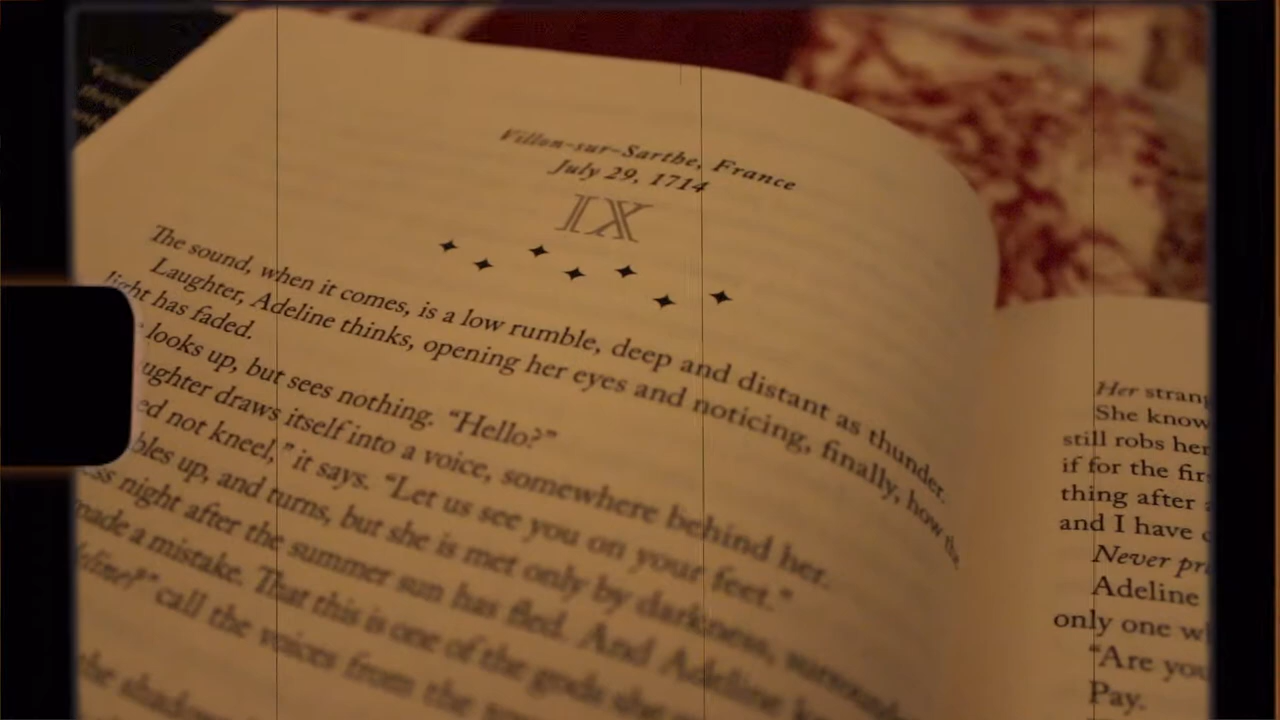 Villon-sur-Sarthe, France
July 29, 1714
IX
The sound, when it comes, is a low rumble, deep and distant as thunder.
Laughter, Adeline thinks, opening her eyes and noticing, finally, how the
light has faded.
looks up, but sees nothing. “Hello?”
ughter draws itself into a voice, somewhere behind her.
ed not kneel,” it says. “Let us see you on your feet.”
bles up, and turns, but she is met only by darkness, surround
ess night after the summer sun has fled. And Adeline
made a mistake. That this is one of the gods she
eline?” call the voices from the
the shadow
Her strang
She know
still robs her
if for the fir
thing after
and I have
Never pr
Adeline
only one w
“Are you
Pay.